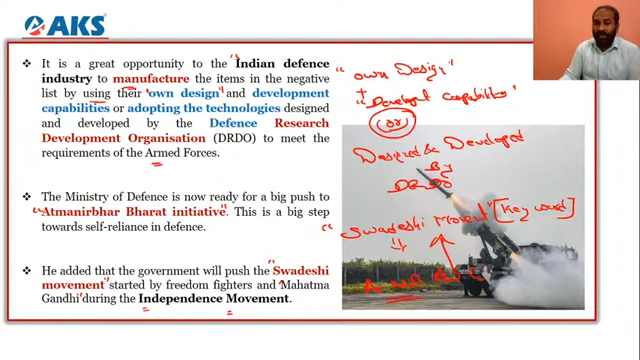 AKS
It is a great opportunity to the "Indian defence
industry to manufacture the items in the negative
list by using their "own design" and development
capabilities or adopting the technologies designed
and developed by the Defence Research
Development Organisation (DRDO) to meet the
requirements of the Armed Forces.
The Ministry of Defence is now ready for a big push to
"Atmanirbhar Bharat initiative". This is a big step
towards self-reliance in defence.
He added that the government will push the "Swadeshi
movement" started by freedom fighters and Mahatma
Gandhi during the Independence Movement.
"own Design"
+
"Developt Capabilities"
(or)
Designed & Developed
By
DRDO
"Swadeshi Movemt" [Key word]